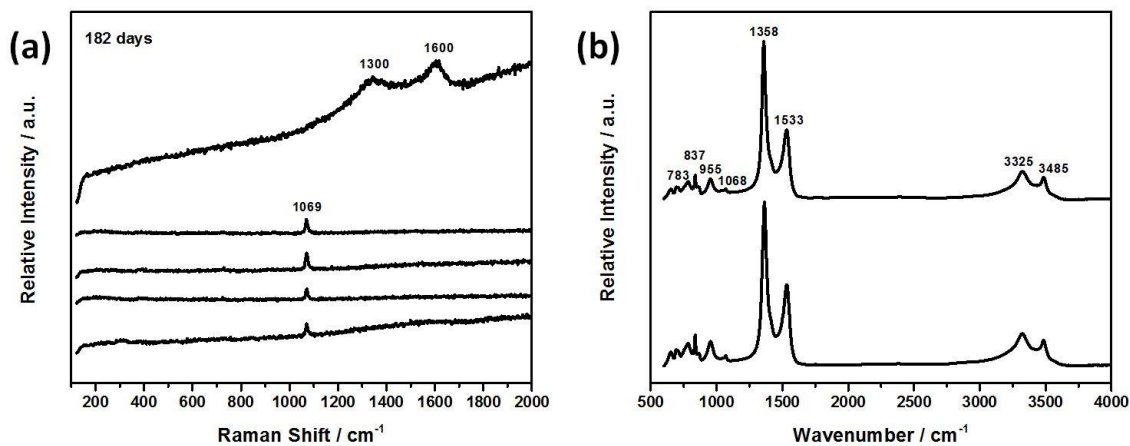 (a)
182 days
1300
1600
1069
Relative Intensity / a.u.
200 400 600 800 1000 1200 1400 1600 1800 2000
Raman Shift / cm⁻¹
(b)
1358
1533
837
783
955
1068
3325
3485
Relative Intensity / a.u.
500 1000 1500 2000 2500 3000 3500 4000
Wavenumber / cm⁻¹